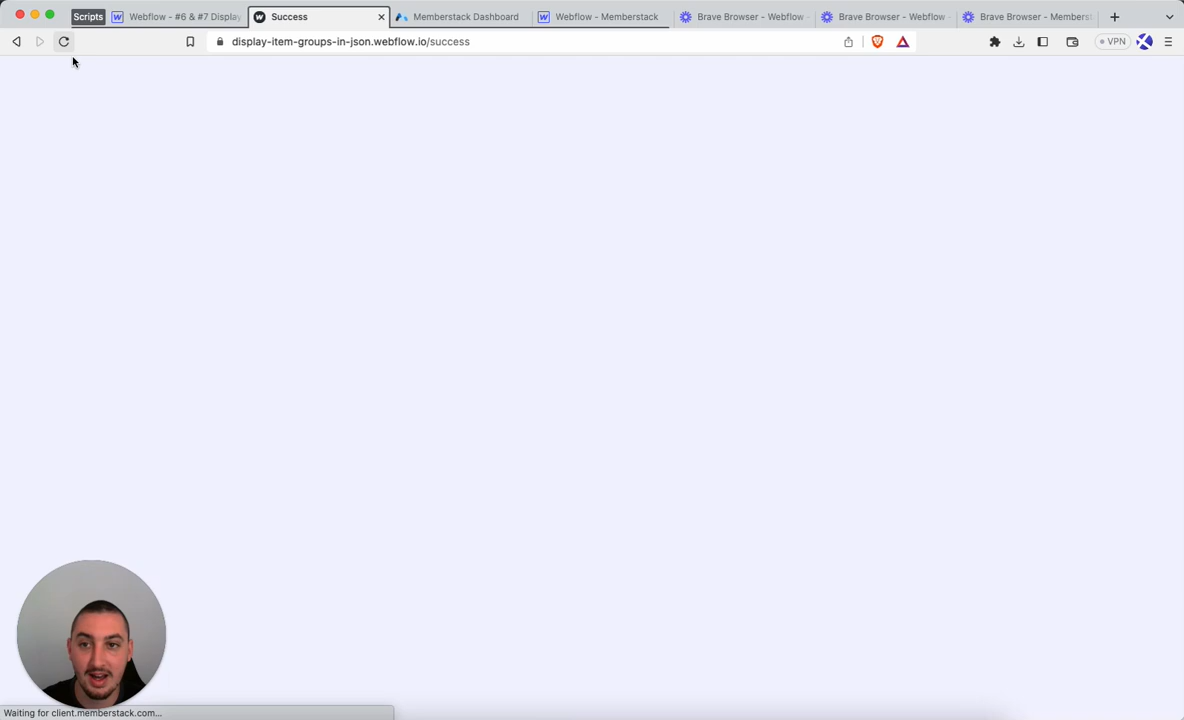 Scripts
Webflow - #6 & #7 Display
Success
Memberstack Dashboard
Webflow - Memberstack
Brave Browser - Webflow -
Brave Browser - Webflow -
Brave Browser - Memberst
display-item-groups-in-json.webflow.io/success
VPN
Waiting for client.memberstack.com...